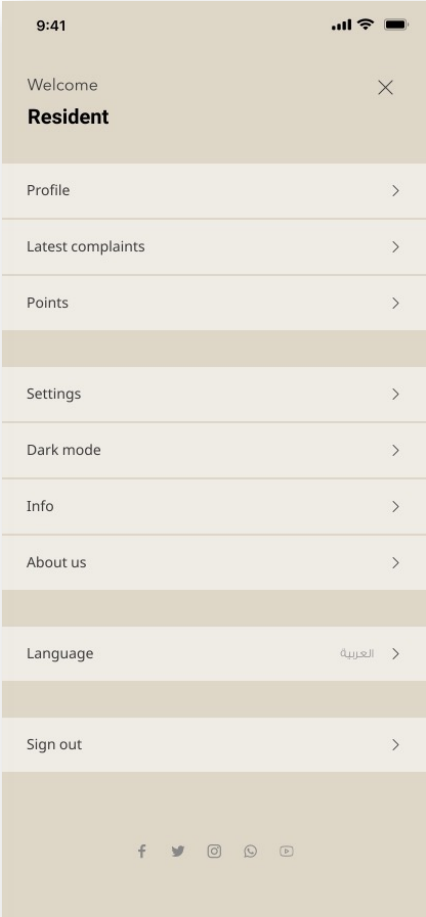 9:41
Welcome
Resident
Profile
Latest complaints
Points
Settings
Dark mode
Info
About us
Language العربية
Sign out